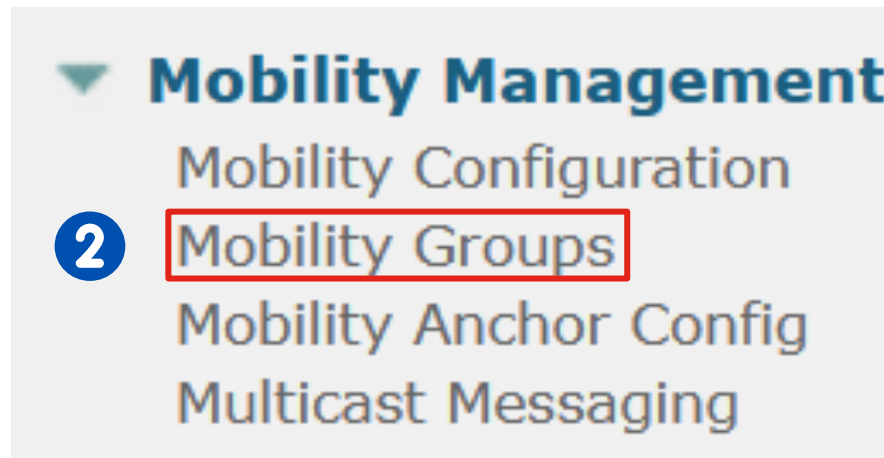 Mobility Management
Mobility Configuration
2 Mobility Groups
Mobility Anchor Config
Multicast Messaging